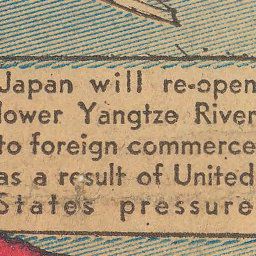 Japan will re-open
lower Yangtze River
to foreign commerce
as a result of United
States pressure